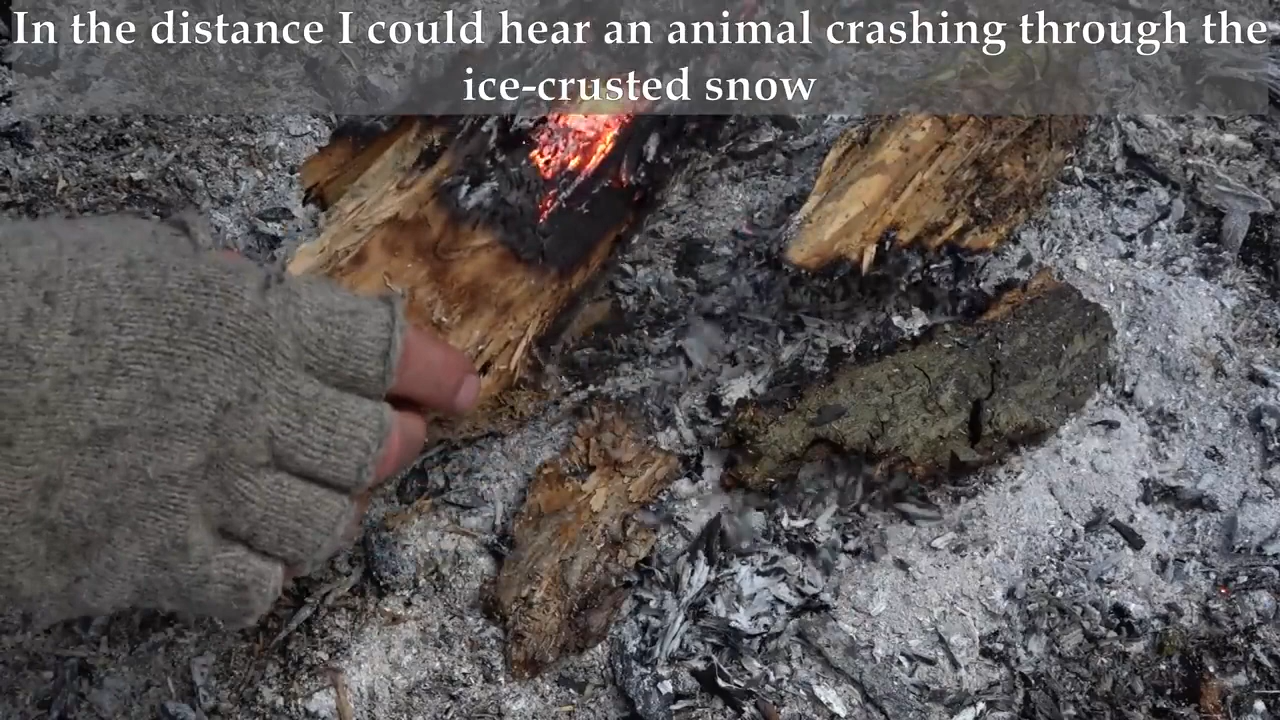 In the distance I could hear an animal crashing through the
ice-crusted snow